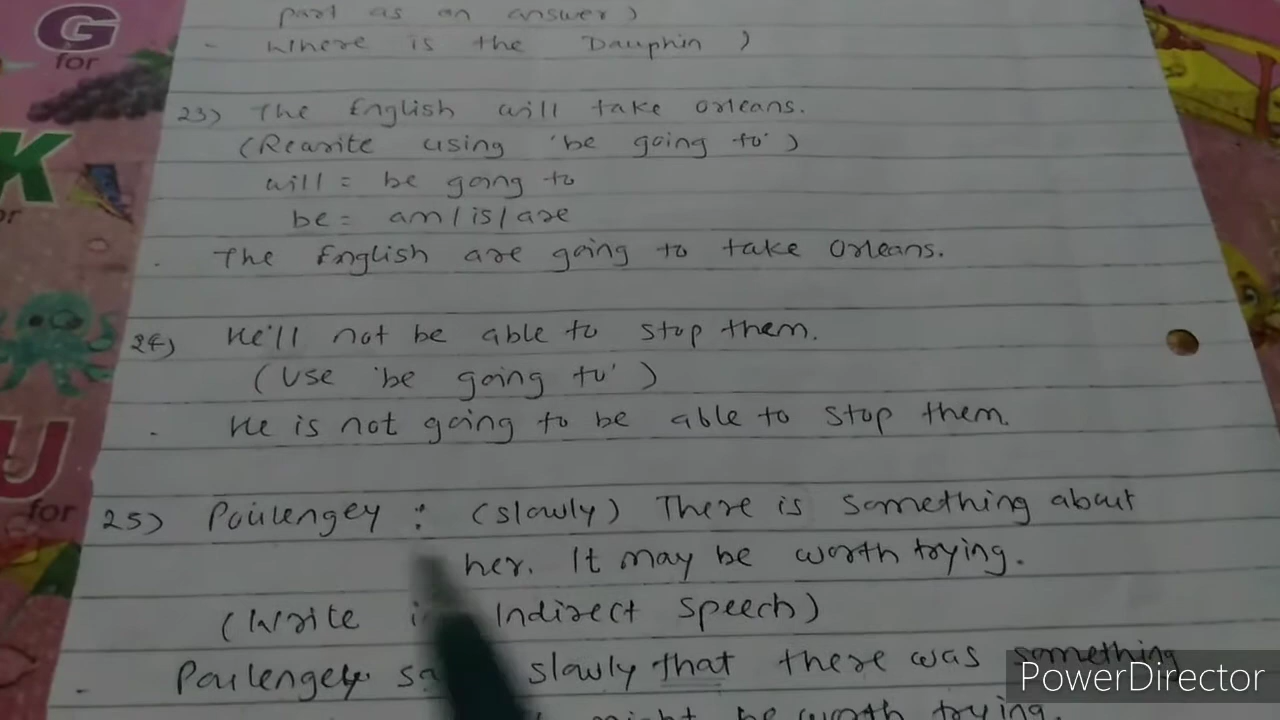 G
for
part as an answer)
- Where is the Dauphin )
23) The English will take Orleans.
(Rewrite using 'be going to')
will = be going to
be = am/is/are
. The English are going to take Orleans.
K
or
24) He'll not be able to stop them.
(Use 'be going to')
. He is not going to be able to stop them.
U
for
25) Poulengey : (slowly) There is something about
her. It may be worth trying.
(Write Indirect Speech)
- Poulengey slowly that there was something
might be worth trying.
PowerDirector